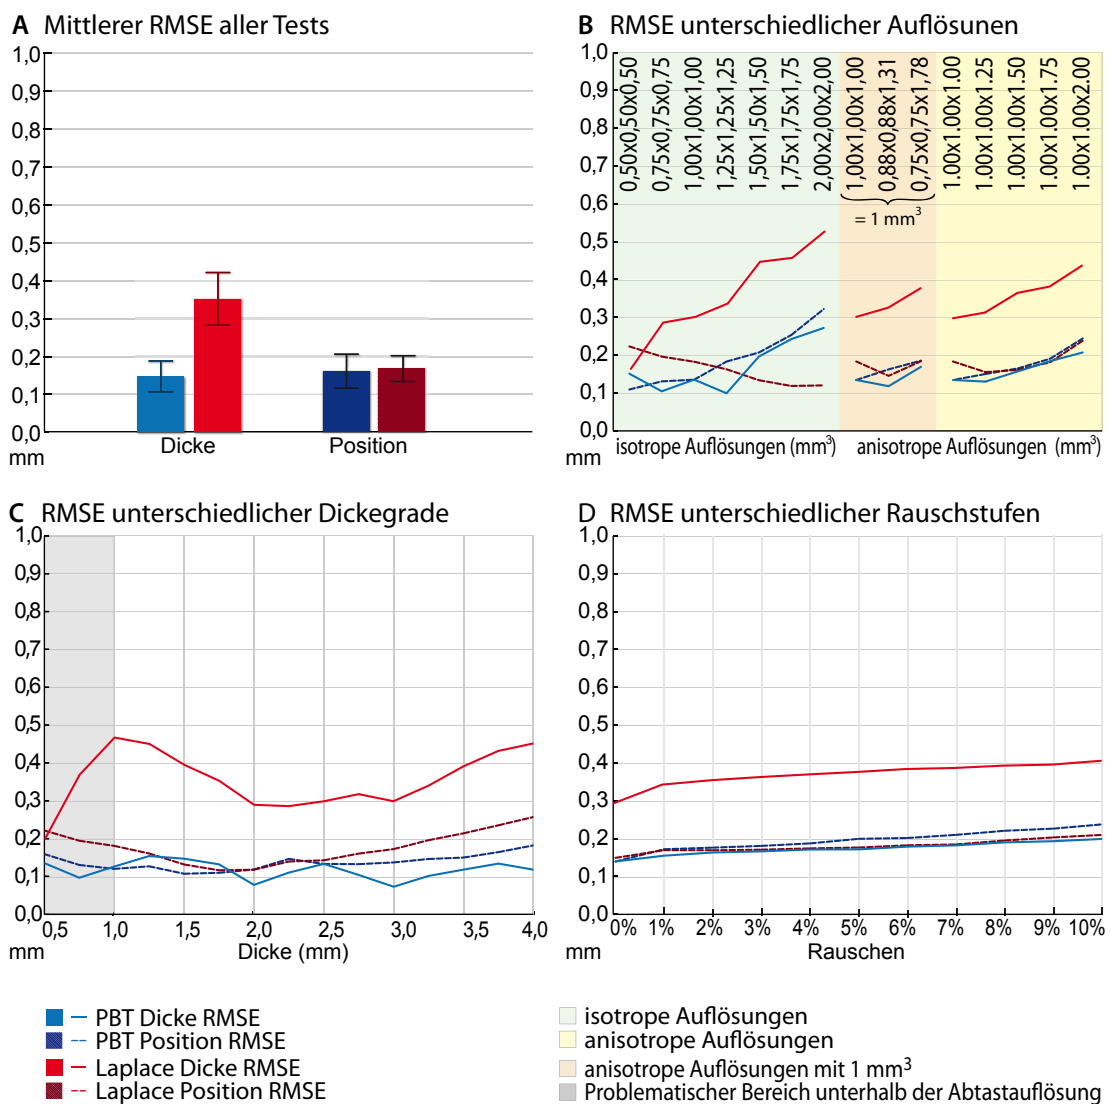 A Mittlerer RMSE aller Tests
1,0
0,9
0,8
0,7
0,6
0,5
0,4
0,3
0,2
0,1
0,0
mm
Dicke
Position
B RMSE unterschiedlicher Auflösunen
1,0
0,9
0,8
0,7
0,6
0,5
0,4
0,3
0,2
0,1
0,0
mm
0,50x0,50x0,50
0,75x0,75x0,75
1,00x1,00x1,00
1,25x1,25x1,25
1,50x1,50x1,50
1,75x1,75x1,75
2,00x2,00x2,00
1,00x1,00x1,00
0,88x0,88x1,31
0,75x0,75x1,78
1.00x1.00x1.00
1.00x1.00x1.25
1.00x1.00x1.50
1.00x1.00x1.75
1.00x1.00x2.00
= 1 mm³
isotrope Auflösungen (mm³)
anisotrope Auflösungen (mm³)
C RMSE unterschiedlicher Dickegrade
1,0
0,9
0,8
0,7
0,6
0,5
0,4
0,3
0,2
0,1
0,0
mm
0,5 1,0 1,5 2,0 2,5 3,0 3,5 4,0
Dicke (mm)
D RMSE unterschiedlicher Rauschstufen
1,0
0,9
0,8
0,7
0,6
0,5
0,4
0,3
0,2
0,1
0,0
mm
0% 1% 2% 3% 4% 5% 6% 7% 8% 9% 10%
Rauschen
PBT Dicke RMSE
PBT Position RMSE
Laplace Dicke RMSE
Laplace Position RMSE
isotrope Auflösungen
anisotrope Auflösungen
anisotrope Auflösungen mit 1 mm³
Problematischer Bereich unterhalb der Abtastauflösung